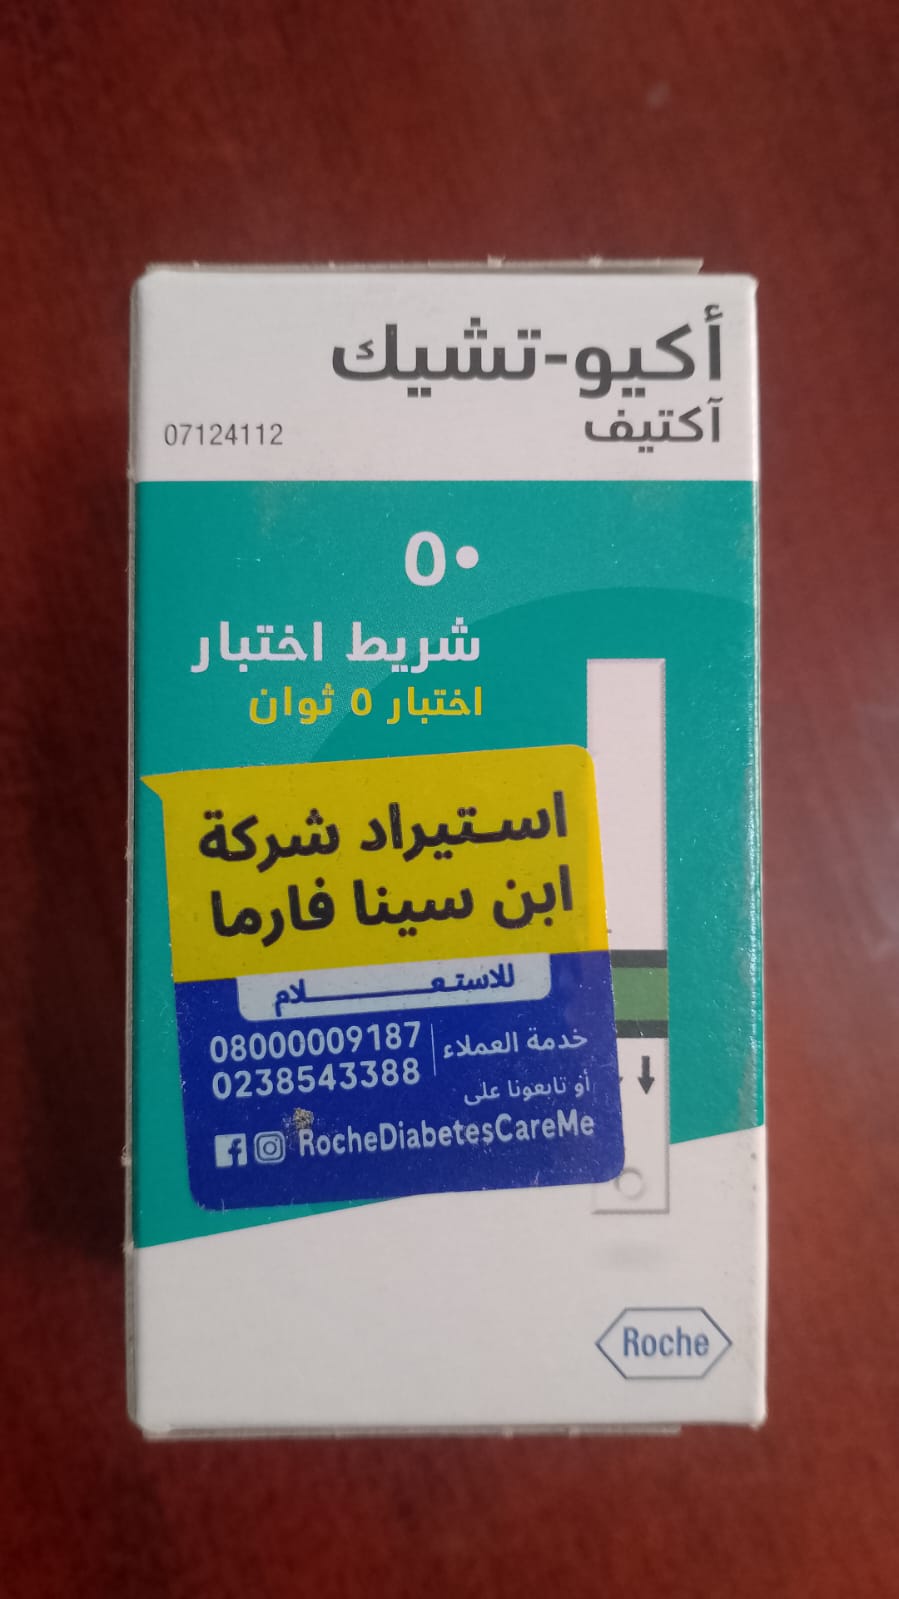 أكيو-تشيك
آكتيف
07124112
٥٠
شريط اختبار
اختبار ٥ ثوان
استيراد شركة
ابن سينا فارما
للاستعلام
خدمة العملاء
08000009187
0238543388
أو تابعونا على
RocheDiabetesCareMe
Roche